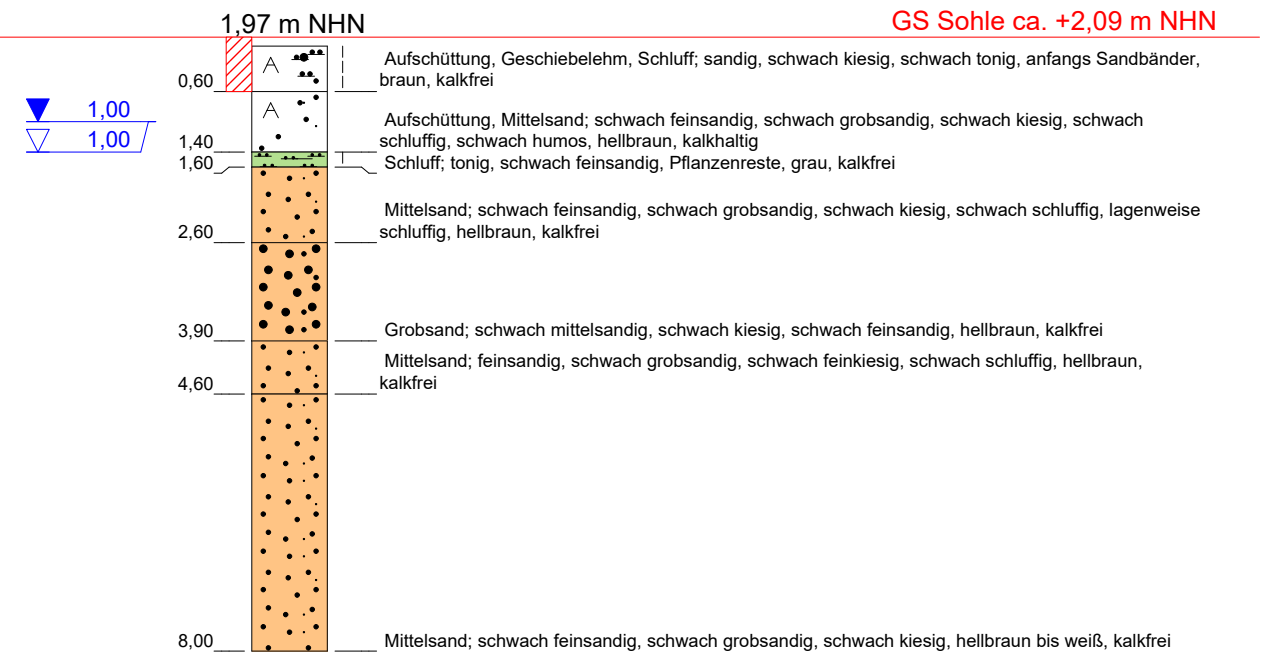 1,97 m NHN
GS Sohle ca. +2,09 m NHN
Aufschüttung, Geschiebelehm, Schluff; sandig, schwach kiesig, schwach tonig, anfangs Sandbänder,
braun, kalkfrei
0,60
A
A
1,00
1,00
Aufschüttung, Mittelsand; schwach feinsandig, schwach grobsandig, schwach kiesig, schwach
schluffig, schwach humos, hellbraun, kalkhaltig
1,40
Schluff; tonig, schwach feinsandig, Pflanzenreste, grau, kalkfrei
1,60
Mittelsand; schwach feinsandig, schwach grobsandig, schwach kiesig, schwach schluffig, lagenweise
schluffig, hellbraun, kalkfrei
2,60
Grobsand; schwach mittelsandig, schwach kiesig, schwach feinsandig, hellbraun, kalkfrei
3,90
Mittelsand; feinsandig, schwach grobsandig, schwach feinkiesig, schwach schluffig, hellbraun,
kalkfrei
4,60
Mittelsand; schwach feinsandig, schwach grobsandig, schwach kiesig, hellbraun bis weiß, kalkfrei
8,00